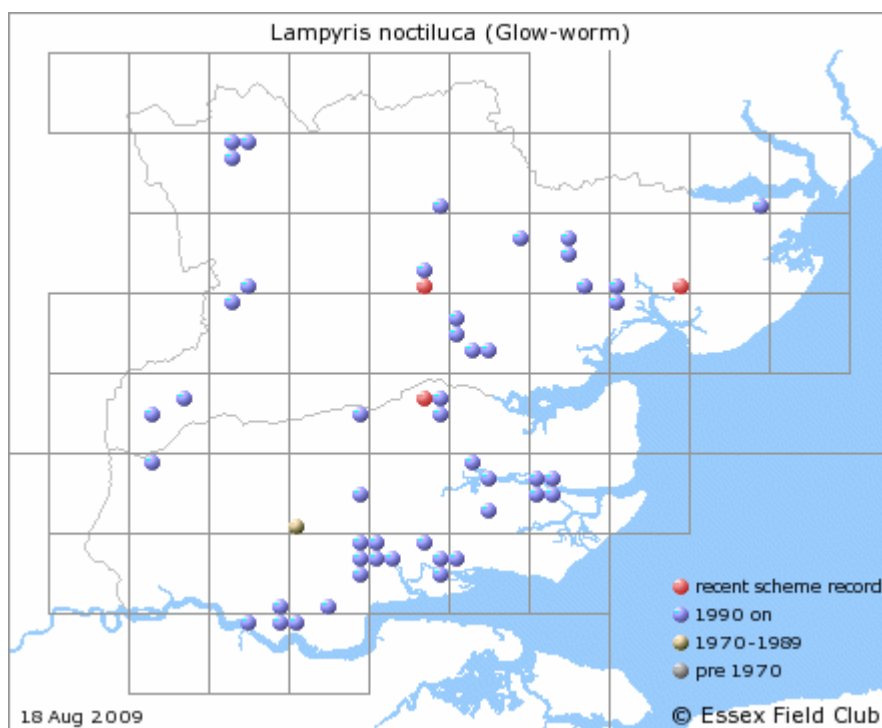 Lampyris noctiluca (Glow-worm)
recent scheme record
1990 on
1970-1989
pre 1970
18 Aug 2009
© Essex Field Club